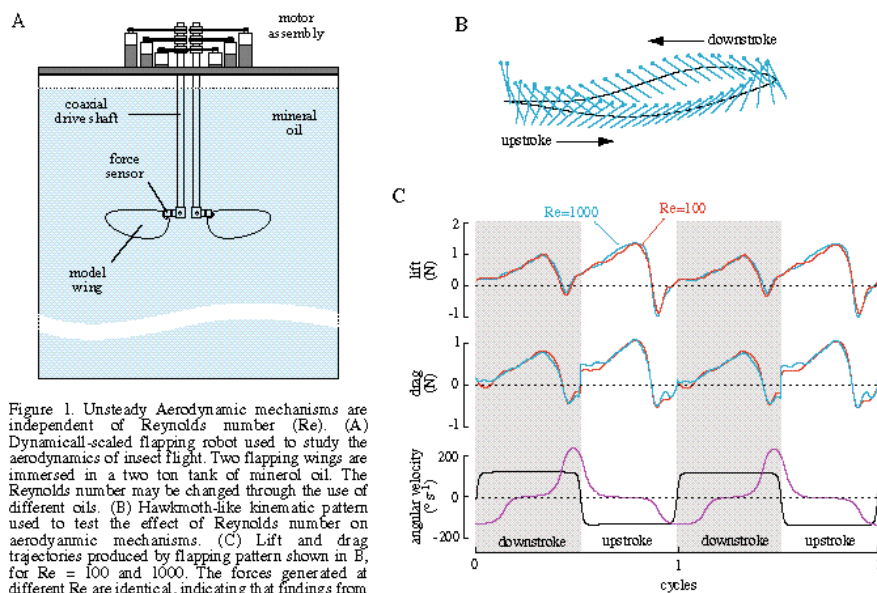 A
motor
assembly
coaxial
drive shaft
mineral
oil
force
sensor
model
wing
Figure 1. Unsteady Aerodynamic mechanisms are
independent of Reynolds number (Re). (A)
Dynamicall-scaled flapping robot used to study the
aerodynamics of insect flight. Two flapping wings are
immersed in a two ton tank of minerol oil. The
Reynolds number may be changed through the use of
different oils. (B) Hawkmoth-like kinematic pattern
used to test the effect of Reynolds number on
aerodyanmic mechanisms. (C) Lift and drag
trajectories produced by flapping pattern shown in B,
for Re = 100 and 1000. The forces generated at
different Re are identical, indicating that findings from
B
downstroke
upstroke
C
Re=1000
Re=100
2
1
0
-1
lift
(N)
1
0
-1
drag
(N)
200
0
-200
angular velocity
(° s-1)
downstroke
upstroke
downstroke
upstroke
0
1
cycles